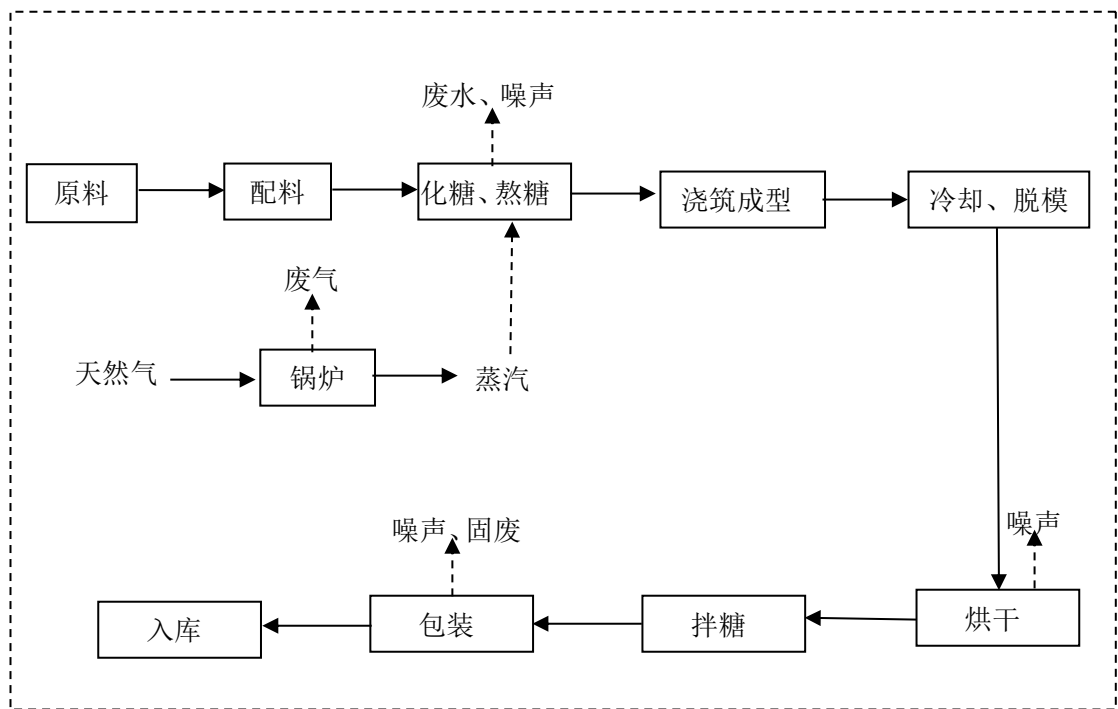 废水、噪声
原料
配料
化糖、熬糖
浇筑成型
冷却、脱模
废气
天然气
锅炉
蒸汽
噪声、固废
噪声
入库
包装
拌糖
烘干